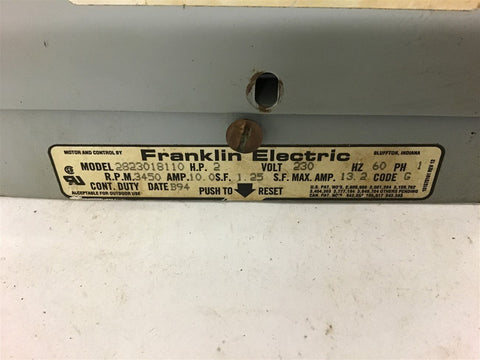 MOTOR AND CONTROL BY Franklin Electric BLUFFTON, INDIANA
MODEL 2823018110 H.P. 2 VOLT 230 HZ 60 PH 1
R.P.M. 3450 AMP. 10.0 S.F. 1.25 S.F. MAX. AMP. 13.2 CODE G
CONT. DUTY DATE B94 PUSH TO RESET
ACCEPTABLE FOR OUTDOOR USE